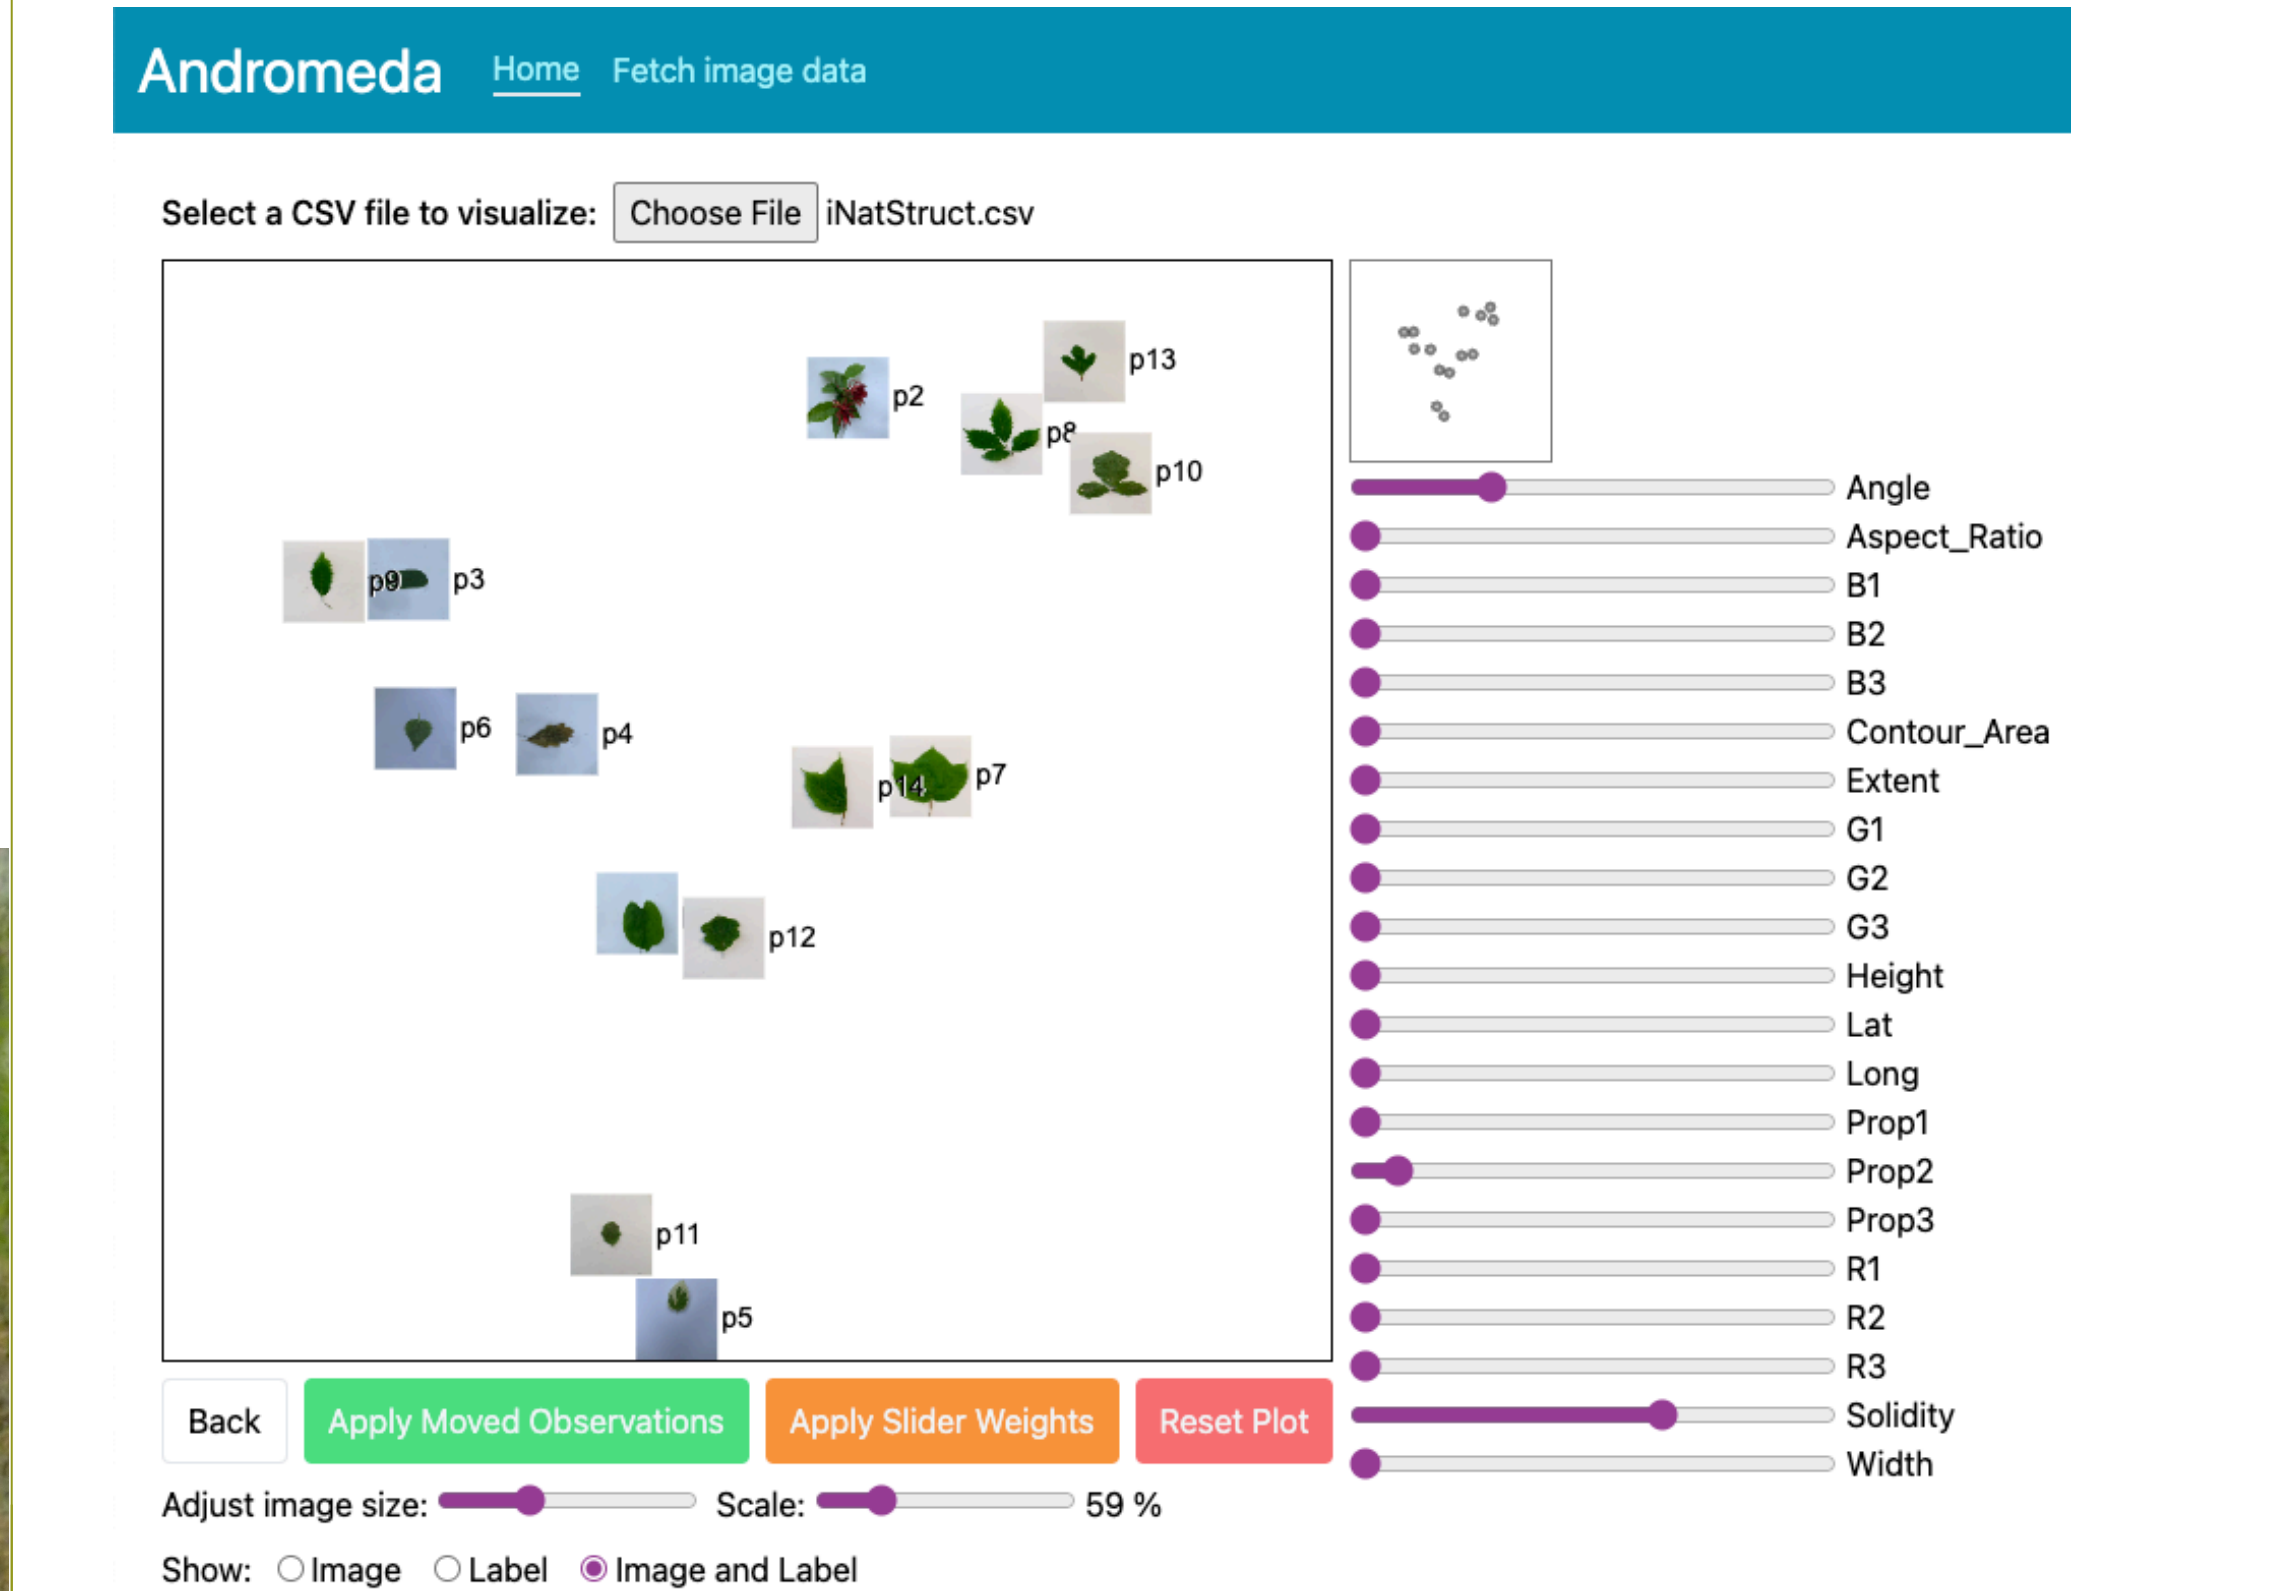 Andromeda Home Fetch image data
Select a CSV file to visualize: Choose File iNatStruct.csv
p13
p2
p8
p10
p9 p3
p6 p4
p14 p7
p12
p11
p5
Angle
Aspect_Ratio
B1
B2
B3
Contour_Area
Extent
G1
G2
G3
Height
Lat
Long
Prop1
Prop2
Prop3
R1
R2
R3
Solidity
Width
Back Apply Moved Observations Apply Slider Weights Reset Plot
Adjust image size: Scale: 59 %
Show: Image Label Image and Label